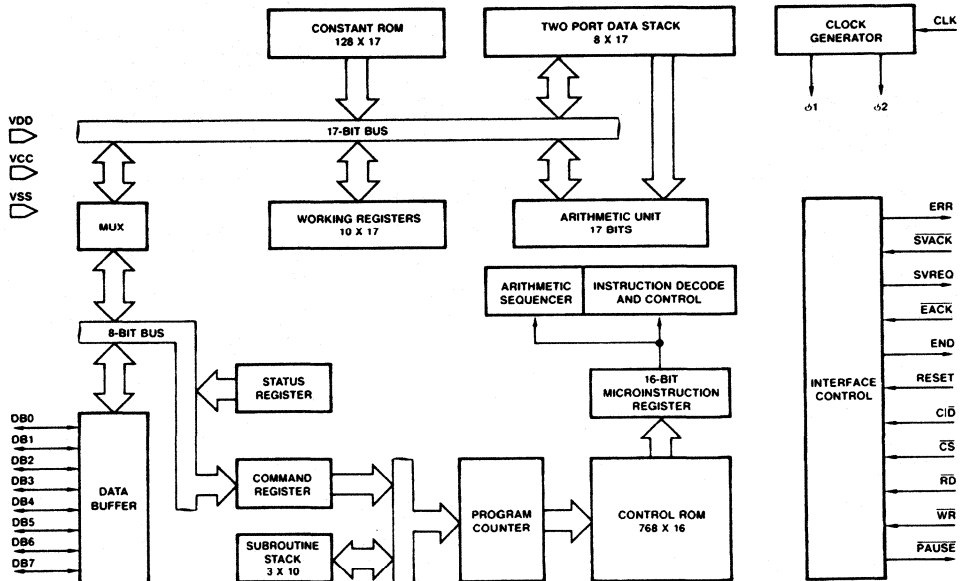 CONSTANT ROM
128 X 17
TWO PORT DATA STACK
8 X 17
CLOCK
GENERATOR
CLK
ϕ1
ϕ2
VDD
VCC
VSS
17-BIT BUS
MUX
WORKING REGISTERS
10 X 17
ARITHMETIC UNIT
17 BITS
ARITHMETIC
SEQUENCER
INSTRUCTION DECODE
AND CONTROL
8-BIT BUS
STATUS
REGISTER
16-BIT
MICROINSTRUCTION
REGISTER
INTERFACE
CONTROL
ERR
SVACK
SVREQ
EACK
END
RESET
C/D
CS
RD
WR
PAUSE
DB0
DB1
DB2
DB3
DB4
DB5
DB6
DB7
DATA
BUFFER
COMMAND
REGISTER
SUBROUTINE
STACK
3 X 10
PROGRAM
COUNTER
CONTROL ROM
768 X 16